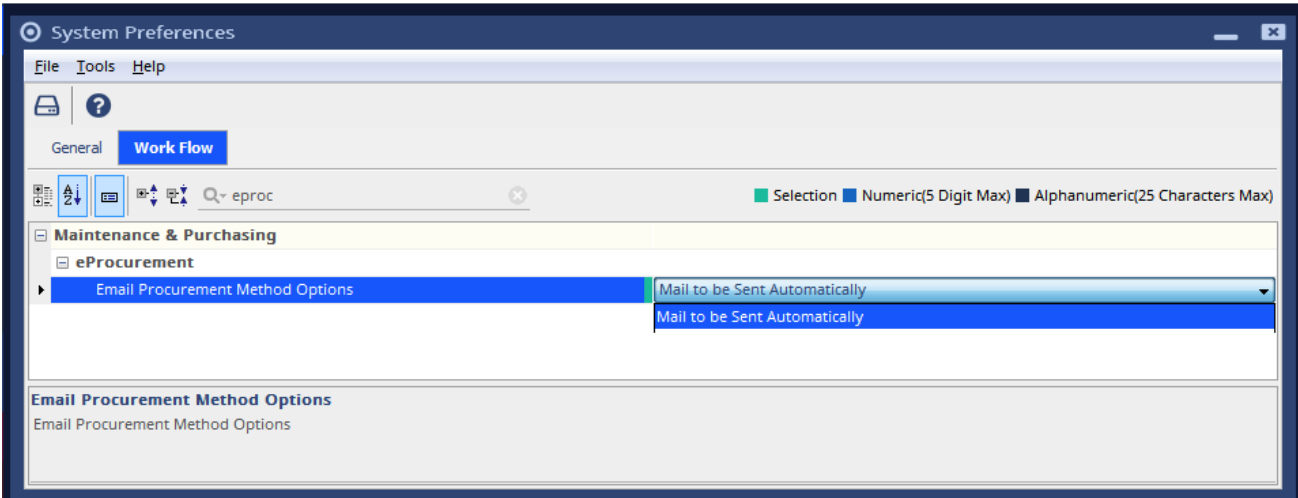 System Preferences
File Tools Help
General Work Flow
eproc Selection Numeric(5 Digit Max) Alphanumeric(25 Characters Max)
Maintenance & Purchasing
eProcurement
Email Procurement Method Options Mail to be Sent Automatically
Mail to be Sent Automatically
Email Procurement Method Options
Email Procurement Method Options